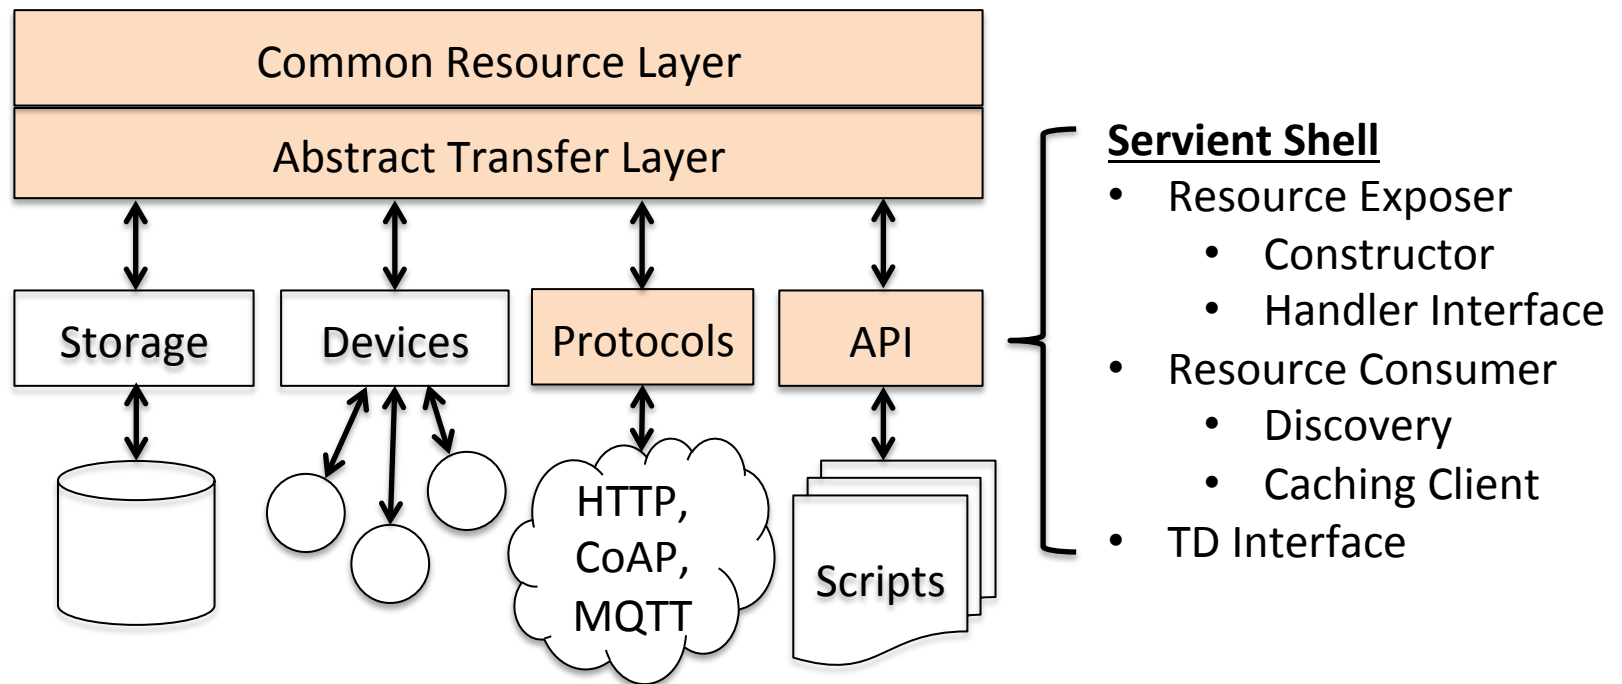 Common Resource Layer
Abstract Transfer Layer
Storage
Devices
Protocols
API
HTTP,
CoAP,
MQTT
Scripts
Servient Shell
• Resource Exposer
• Constructor
• Handler Interface
• Resource Consumer
• Discovery
• Caching Client
• TD Interface